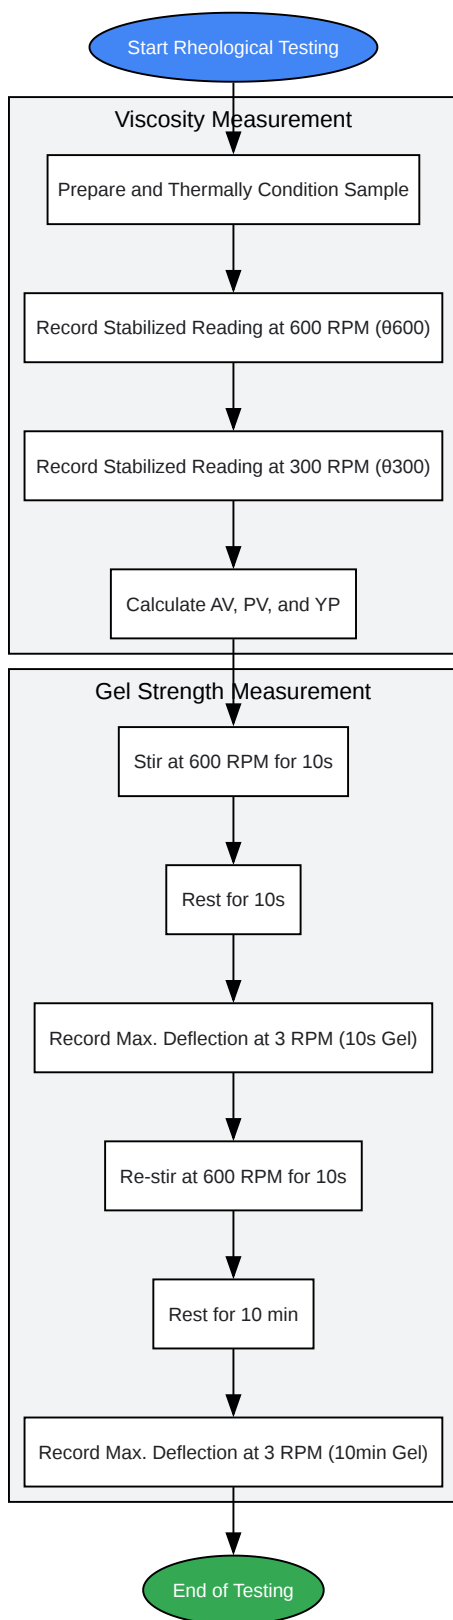 Start Rheological Testing
Viscosity Measurement
Prepare and Thermally Condition Sample
Record Stabilized Reading at 600 RPM (θ600)
Record Stabilized Reading at 300 RPM (θ300)
Calculate AV, PV, and YP
Gel Strength Measurement
Stir at 600 RPM for 10s
Rest for 10s
Record Max. Deflection at 3 RPM (10s Gel)
Re-stir at 600 RPM for 10s
Rest for 10 min
Record Max. Deflection at 3 RPM (10min Gel)
End of Testing